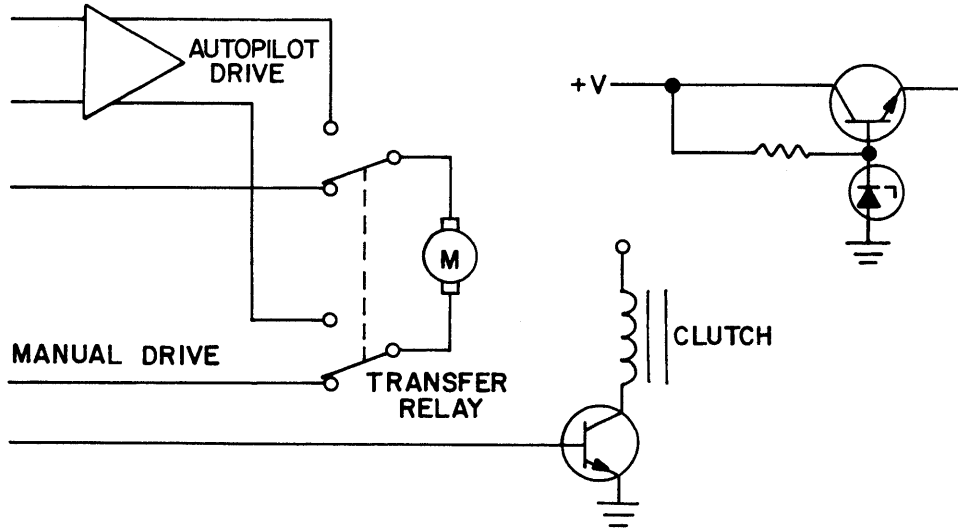 AUTOPILOT
DRIVE
+V
M
CLUTCH
MANUAL DRIVE
TRANSFER
RELAY